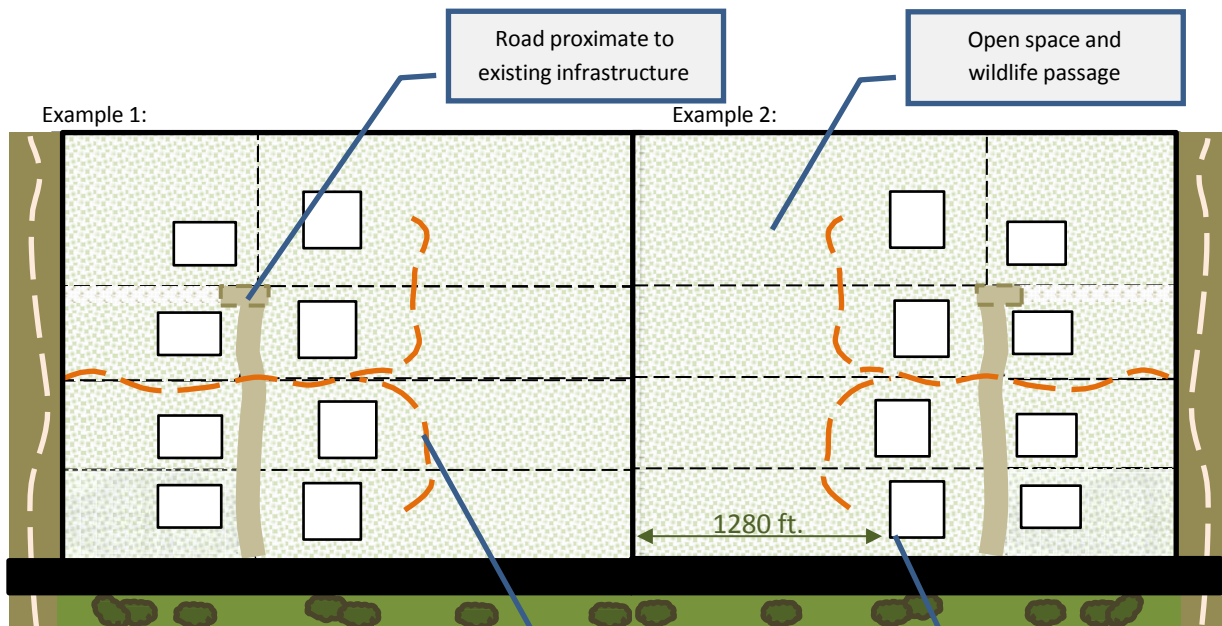 Road proximate to
existing infrastructure
Open space and
wildlife passage
Example 1:
Example 2:
1280 ft.